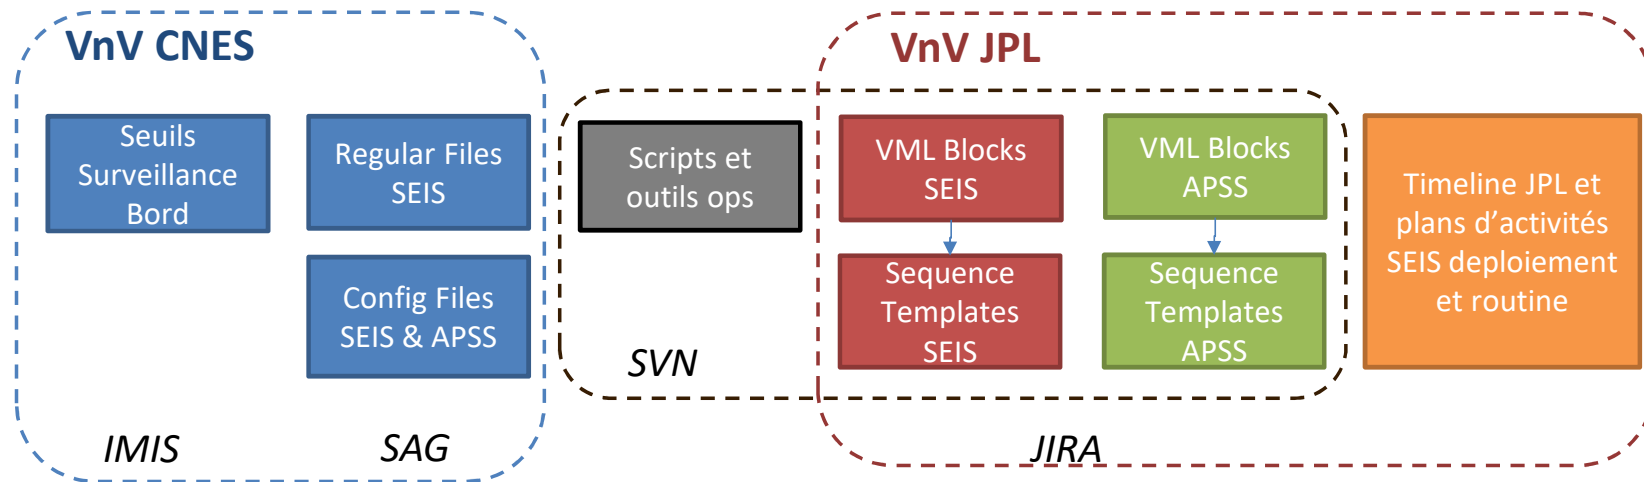 VnV CNES
VnV JPL
Seuils
Surveillance
Bord
Regular Files
SEIS
Config Files
SEIS & APSS
IMIS
SAG
Scripts et
outils ops
SVN
VML Blocks
SEIS
Sequence
Templates
SEIS
VML Blocks
APSS
Sequence
Templates
APSS
JIRA
Timeline JPL et
plans d’activités
SEIS deploiement
et routine